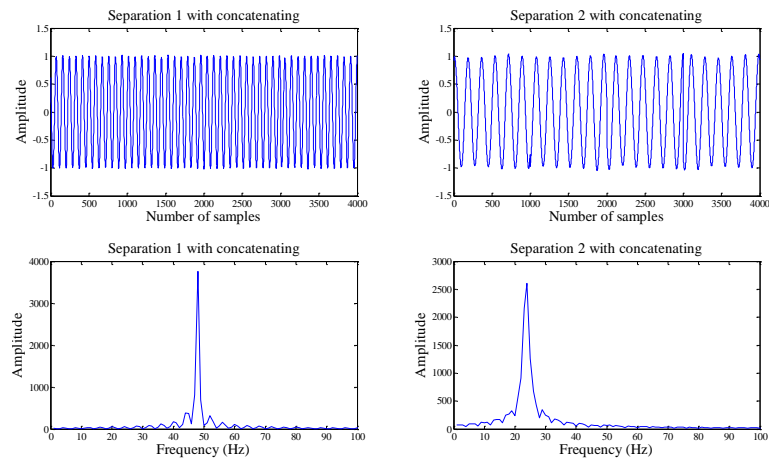 Separation 1 with concatenating
1.5
1
0.5
0
-0.5
-1
-1.5
Amplitude
0 500 1000 1500 2000 2500 3000 3500 4000
Number of samples
Separation 2 with concatenating
1.5
1
0.5
0
-0.5
-1
-1.5
Amplitude
0 500 1000 1500 2000 2500 3000 3500 4000
Number of samples
Separation 1 with concatenating
4000
3000
2000
1000
0
Amplitude
0 10 20 30 40 50 60 70 80 90 100
Frequency (Hz)
Separation 2 with concatenating
3000
2500
2000
1500
1000
500
0
Amplitude
0 20 40 60 80 100
Frequency (Hz)